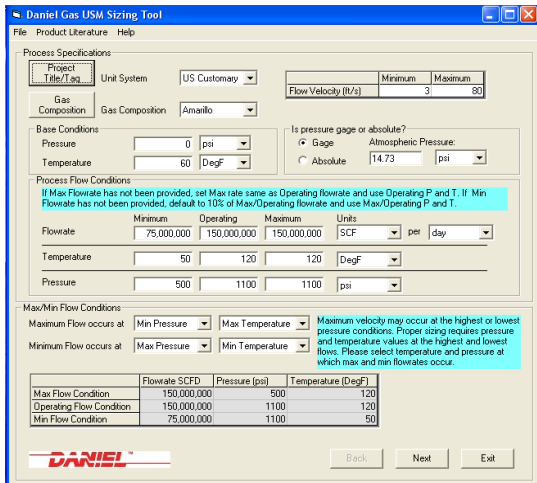 Daniel Gas USM Sizing Tool
File Product Literature Help
Process Specifications
Project Title/Tag
Unit System US Customary
Minimum Maximum
Flow Velocity (ft/s) 3 80
Gas Composition
Gas Composition Amarillo
Base Conditions
Pressure 0 psi
Temperature 60 DegF
Is pressure gage or absolute?
Gage
Absolute
Atmospheric Pressure:
14.73 psi
Process Flow Conditions
If Max Flowrate has not been provided, set Max rate same as Operating flowrate and use Operating P and T. If Min
Flowrate has not been provided, default to 10% of Max/Operating flowrate and use Max/Operating P and T.
Minimum Operating Maximum Units
Flowrate 75,000,000 150,000,000 150,000,000 SCF per day
Temperature 50 120 120 DegF
Pressure 500 1100 1100 psi
Max/Min Flow Conditions
Maximum Flow occurs at Min Pressure Max Temperature
Minimum Flow occurs at Max Pressure Min Temperature
Maximum velocity may occur at the highest or lowest
pressure conditions. Proper sizing requires pressure
and temperature values at the highest and lowest
flows. Please select temperature and pressure at
which max and min flowrates occur.
Flowrate SCFD Pressure (psi) Temperature (DegF)
Max Flow Condition 150,000,000 500 120
Operating Flow Condition 150,000,000 1100 120
Min Flow Condition 75,000,000 1100 50
DANIEL™
Back Next Exit